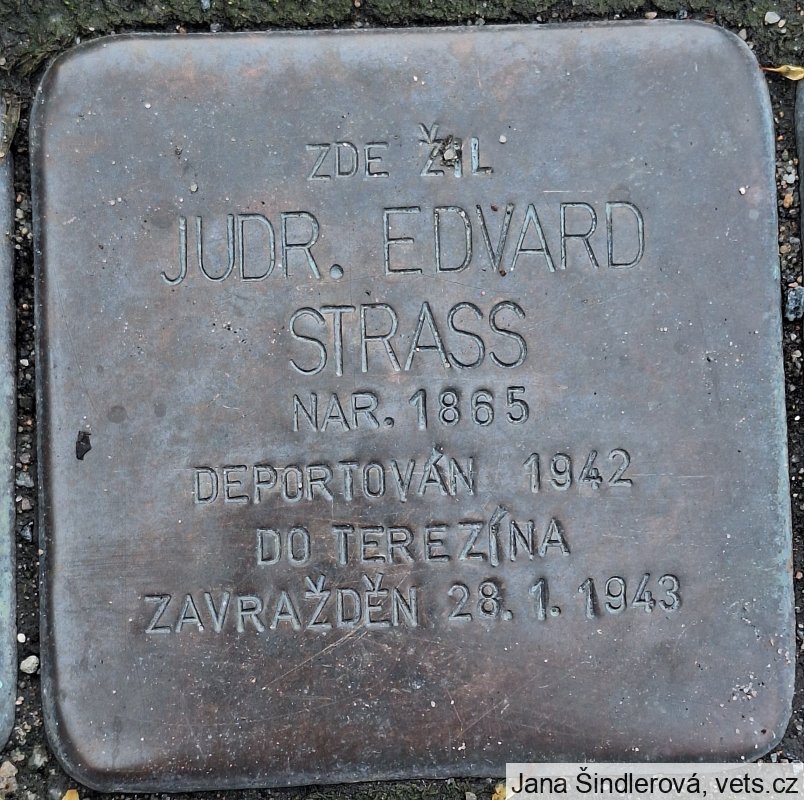 ZDE ŽIL
JUDR. EDVARD
STRASS
NAR. 1865
DEPORTOVÁN 1942
DO TEREZÍNA
ZAVRAŽDĚN 28. 1. 1943
Jana Šindlerová, vets.cz